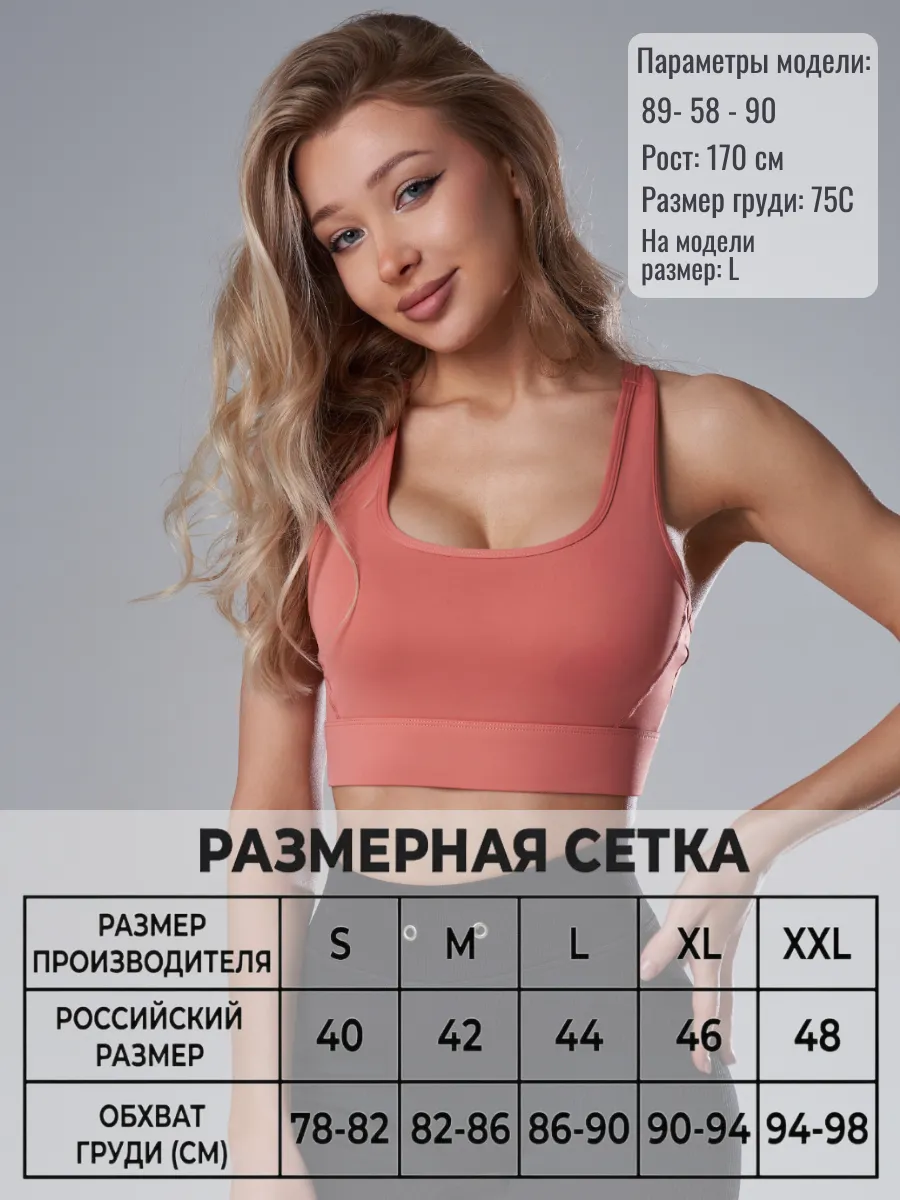 Параметры модели:
89- 58 - 90
Рост: 170 см
Размер груди: 75С
На модели
размер: L
РАЗМЕРНАЯ СЕТКА
РАЗМЕР
ПРОИЗВОДИТЕЛЯ
S M L XL XXL
РОССИЙСКИЙ
РАЗМЕР
40 42 44 46 48
ОБХВАТ
ГРУДИ (СМ)
78-82 82-86 86-90 90-94 94-98